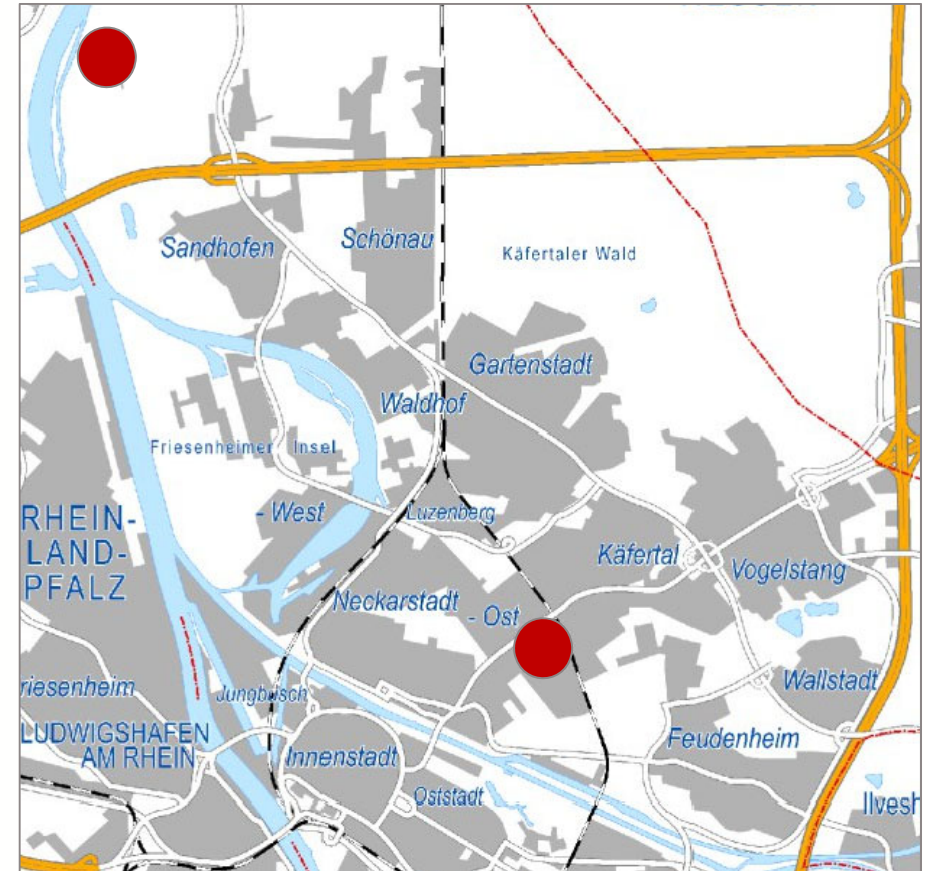 Sandhofen
Schönau
Käfertaler Wald
Gartenstadt
Waldhof
Friesenheimer Insel
- West
Luzenberg
RHEIN-
LAND-
PFALZ
Käfertal
Vogelstang
Neckarstadt
- Ost
riesenheim
Jungbusch
Wallstadt
LUDWIGSHAFEN
AM RHEIN
Innenstadt
Feudenheim
Oststadt
Ilvesh